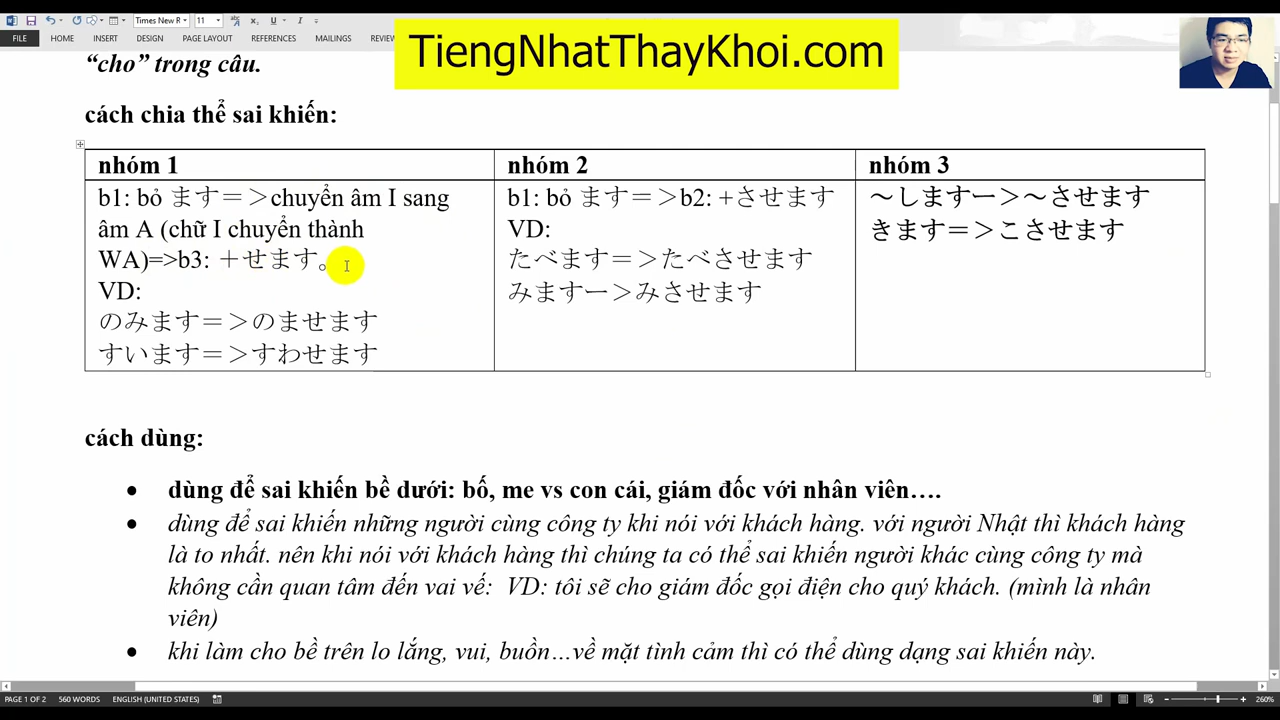 Times New R
11
FILE
HOME
INSERT
DESIGN
PAGE LAYOUT
REFERENCES
MAILINGS
TiengNhatThayKhoi.com
“cho” trong câu.
cách chia thể sai khiến:
nhóm 1
b1: bỏ ます＝＞chuyển âm I sang
âm A (chữ I chuyển thành
WA)=>b3: ＋せます。
VD:
のみます＝＞のませます
すいます＝＞すわせます
nhóm 2
b1: bỏ ます＝＞b2: +させます
VD:
たべます＝＞たべさせます
みますー＞みさせます
nhóm 3
～しますー＞～させます
きます＝＞こさせます
cách dùng:
• dùng để sai khiến bề dưới: bố, me vs con cái, giám đốc với nhân viên….
• dùng để sai khiến những người cùng công ty khi nói với khách hàng. với người Nhật thì khách hàng
là to nhất. nên khi nói với khách hàng thì chúng ta có thể sai khiến người khác cùng công ty mà
không cần quan tâm đến vai vế: VD: tôi sẽ cho giám đốc gọi điện cho quý khách. (mình là nhân
viên)
• khi làm cho bề trên lo lắng, vui, buồn…về mặt tình cảm thì có thể dùng dạng sai khiến này.
PAGE 1 OF 2
560 WORDS
ENGLISH (UNITED STATES)
260%